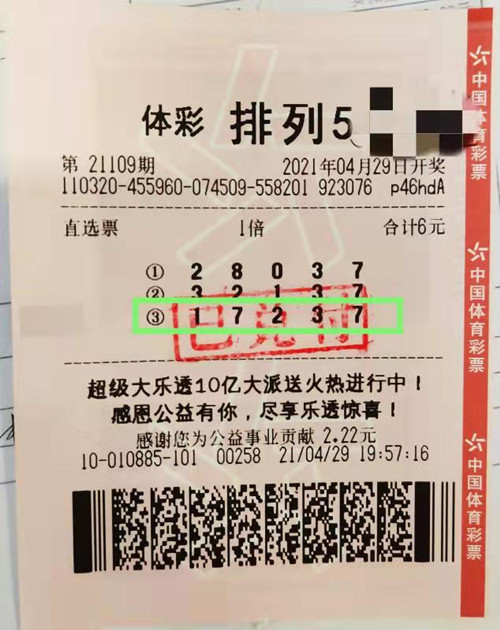 体彩 排列5
第 21109期 2021年04月29日开奖
110320-455960-074509-558201 923076 p46hdA
直选票 1倍 合计6元
① 2 8 0 3 7
② 3 2 1 3 7
③ 1 7 2 3 7
已兑付
超级大乐透10亿大派送火热进行中！
感恩公益有你，尽享乐透惊喜！
感谢您为公益事业贡献 2.22元
10-010885-101 00258 21/04/29 19:57:16
中国体育彩票
中国体育彩票
中国体育彩票